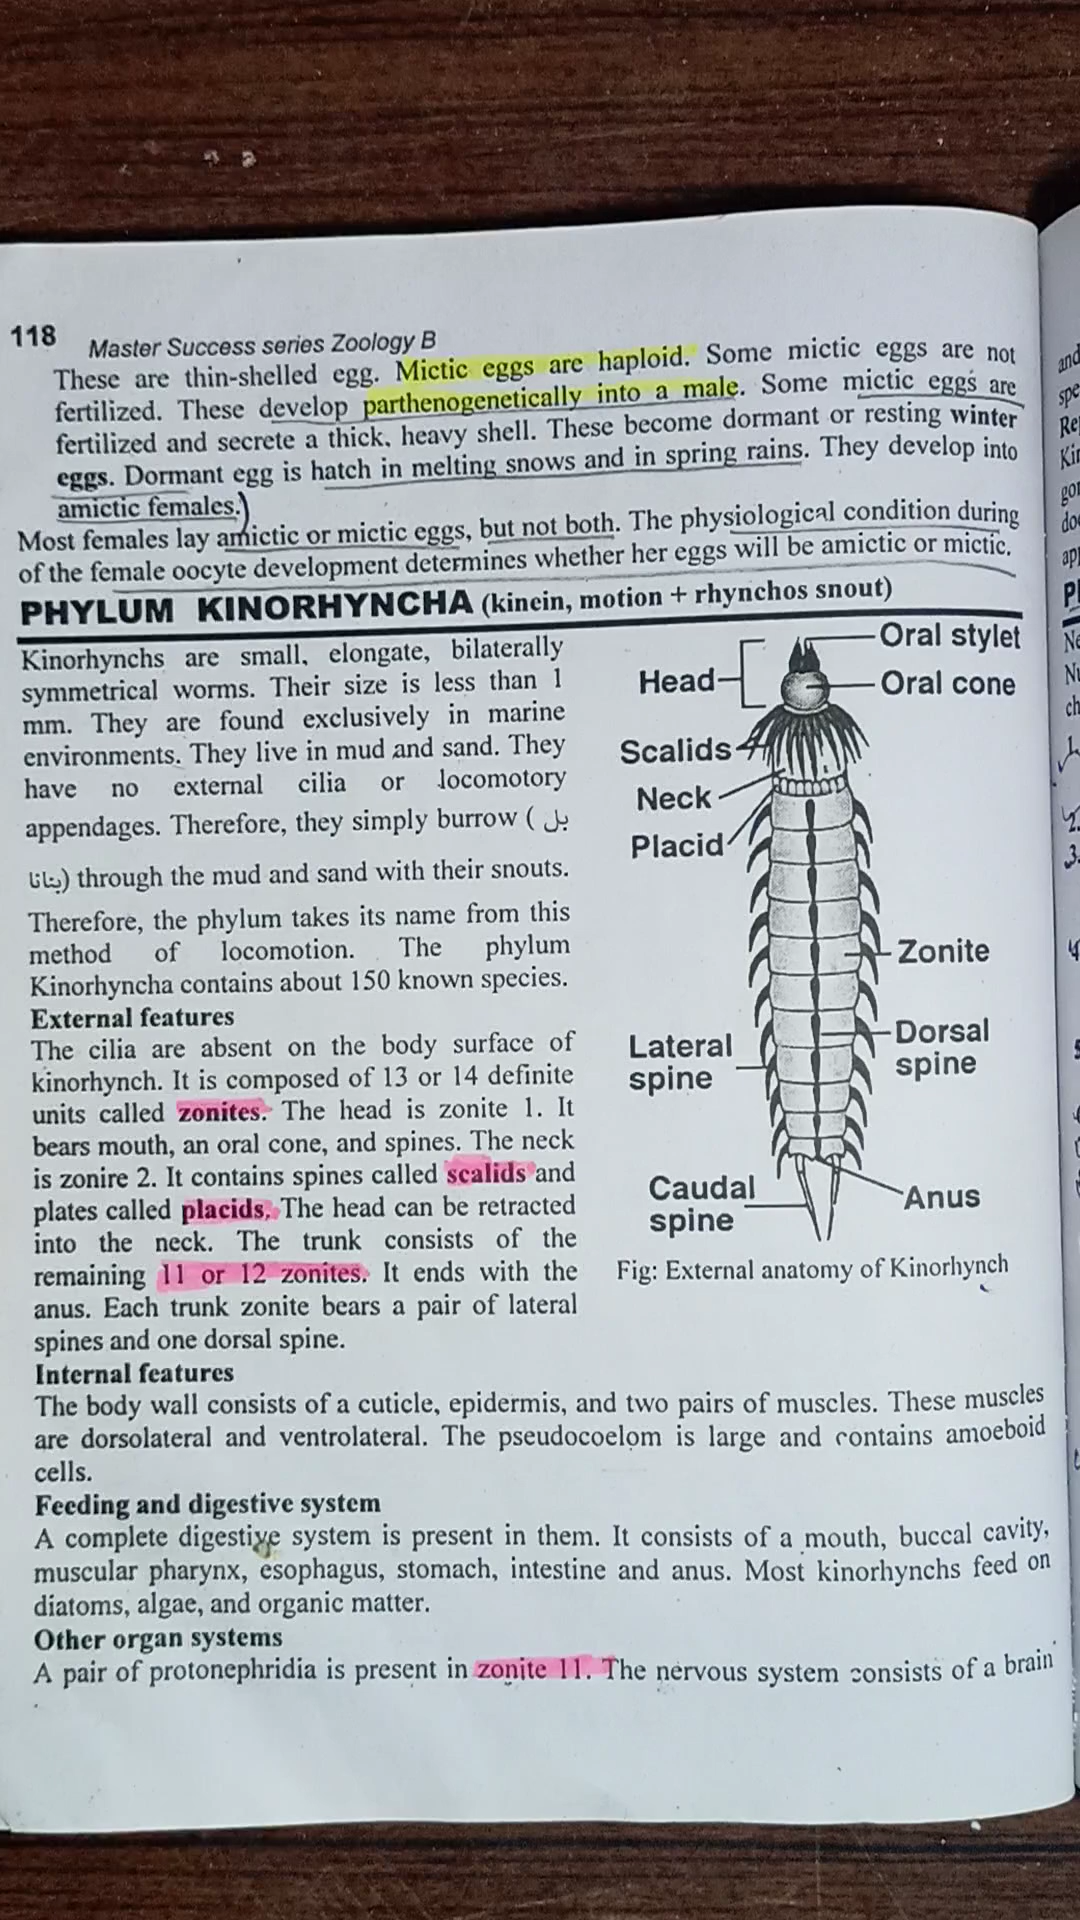 118 Master Success series Zoology B
These are thin-shelled egg. Mictic eggs are haploid. Some mictic eggs are not
fertilized. These develop parthenogenetically into a male. Some mictic eggs are
fertilized and secrete a thick, heavy shell. These become dormant or resting winter
eggs. Dormant egg is hatch in melting snows and in spring rains. They develop into
amictic females.)
Most females lay amictic or mictic eggs, but not both. The physiological condition during
of the female oocyte development determines whether her eggs will be amictic or mictic.
PHYLUM KINORHYNCHA (kinein, motion + rhynchos snout)
Kinorhynchs are small, elongate, bilaterally
symmetrical worms. Their size is less than 1
mm. They are found exclusively in marine
environments. They live in mud and sand. They
have no external cilia or locomotory
appendages. Therefore, they simply burrow ( بل
بنانا) through the mud and sand with their snouts.
Therefore, the phylum takes its name from this
method of locomotion. The phylum
Kinorhyncha contains about 150 known species.
External features
The cilia are absent on the body surface of
kinorhynch. It is composed of 13 or 14 definite
units called zonites. The head is zonite 1. It
bears mouth, an oral cone, and spines. The neck
is zonire 2. It contains spines called scalids and
plates called placids. The head can be retracted
into the neck. The trunk consists of the
remaining 11 or 12 zonites. It ends with the
anus. Each trunk zonite bears a pair of lateral
spines and one dorsal spine.
Oral stylet
Head
Oral cone
Scalids
Neck
Placid
Zonite
Lateral
spine
Dorsal
spine
Caudal
spine
Anus
Fig: External anatomy of Kinorhynch
Internal features
The body wall consists of a cuticle, epidermis, and two pairs of muscles. These muscles
are dorsolateral and ventrolateral. The pseudocoelom is large and contains amoeboid
cells.
Feeding and digestive system
A complete digestive system is present in them. It consists of a mouth, buccal cavity,
muscular pharynx, esophagus, stomach, intestine and anus. Most kinorhynchs feed on
diatoms, algae, and organic matter.
Other organ systems
A pair of protonephridia is present in zonite 11. The nervous system consists of a brain